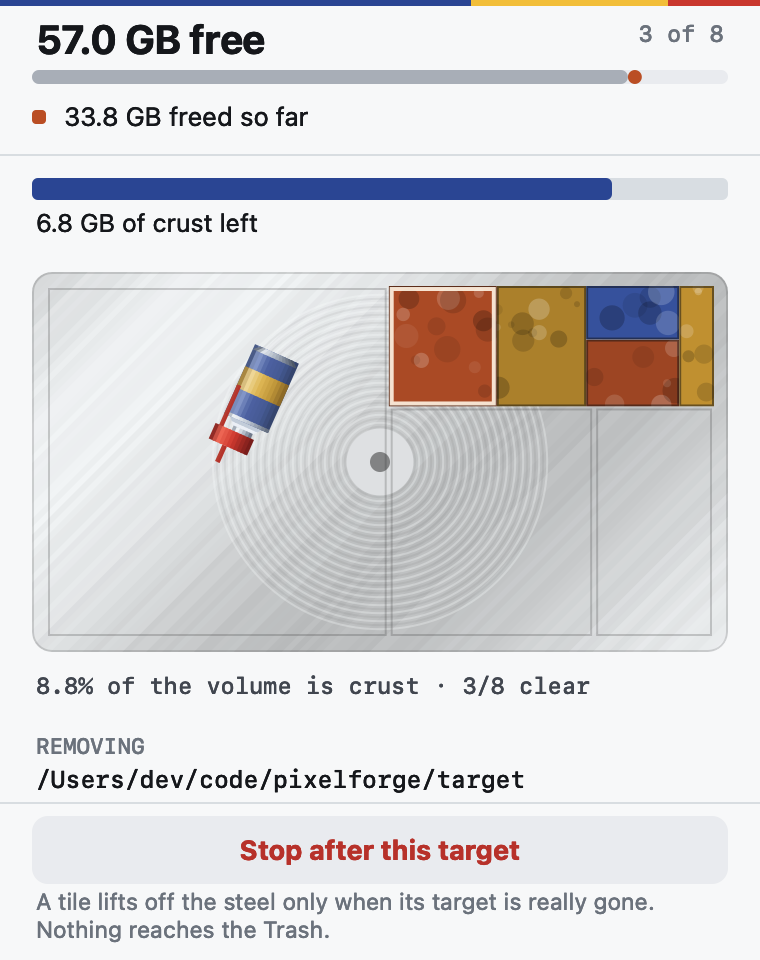 57.0 GB free
3 of 8
33.8 GB freed so far
6.8 GB of crust left
8.8% of the volume is crust · 3/8 clear
REMOVING
/Users/dev/code/pixelforge/target
Stop after this target
A tile lifts off the steel only when its target is really gone.
Nothing reaches the Trash.